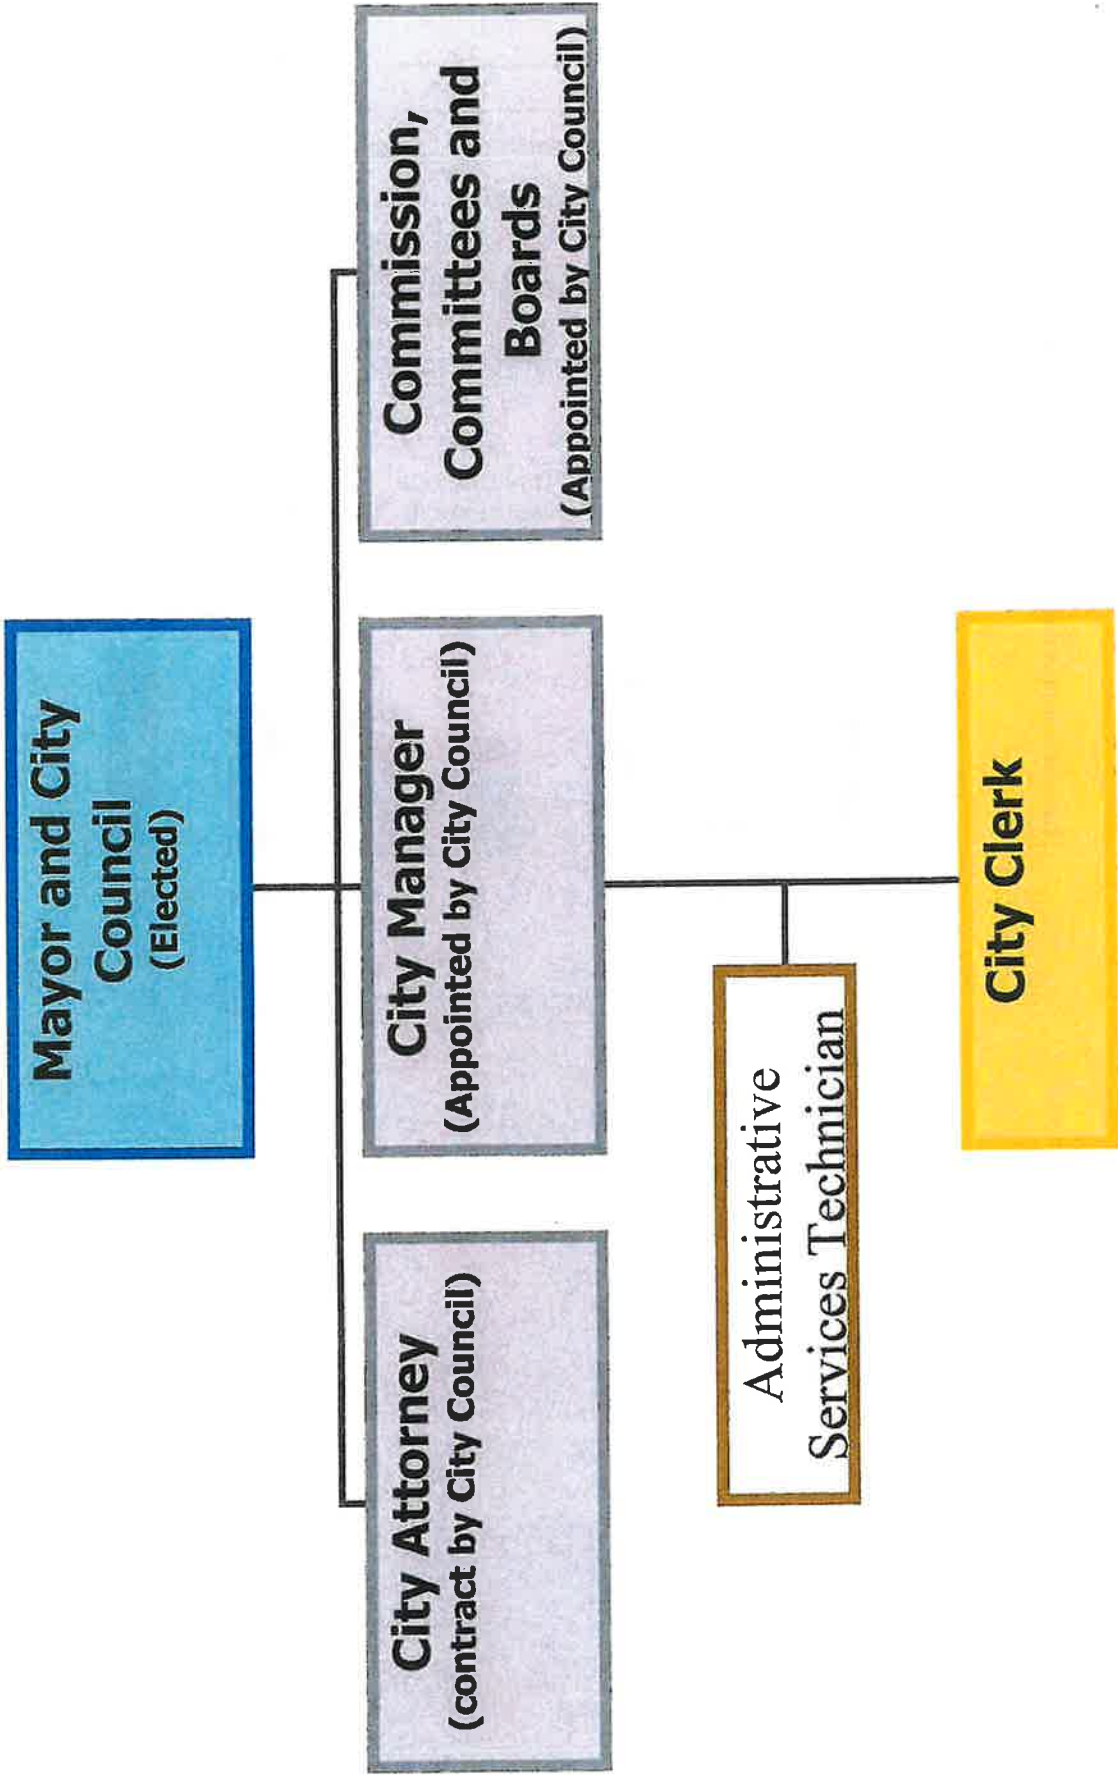 Mayor and City
Council
(Elected)
City Attorney
(contract by City Council)
City Manager
(Appointed by City Council)
Commission,
Committees and
Boards
(Appointed by City Council)
Administrative
Services Technician
City Clerk